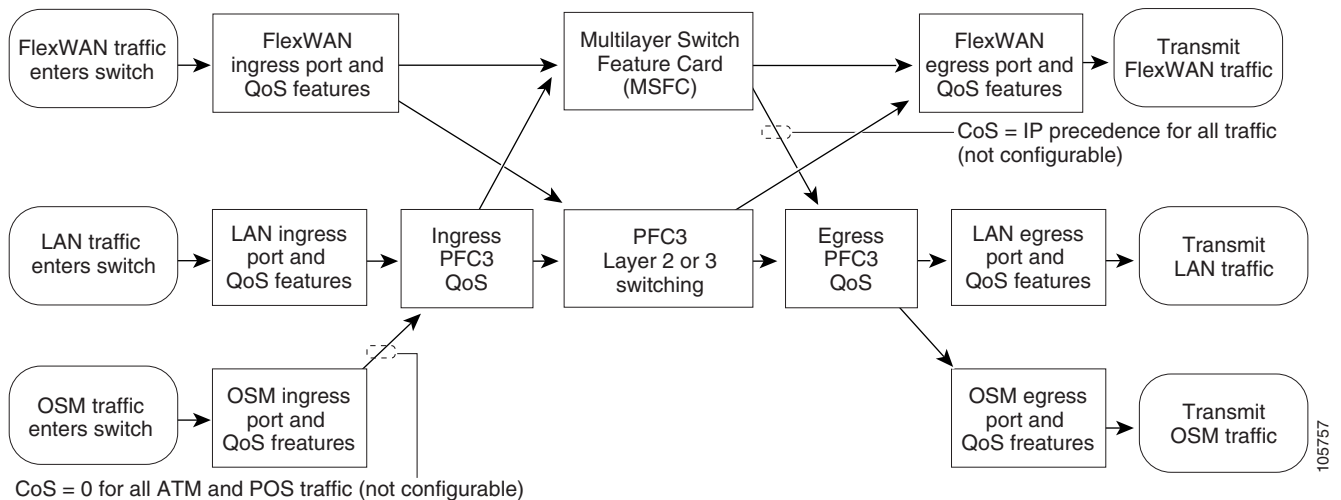 FlexWAN traffic
enters switch
FlexWAN
ingress port and
QoS features
Multilayer Switch
Feature Card
(MSFC)
FlexWAN
egress port and
QoS features
Transmit
FlexWAN traffic
CoS = IP precedence for all traffic
(not configurable)
LAN traffic
enters switch
LAN ingress
port and
QoS features
Ingress
PFC3
QoS
PFC3
Layer 2 or 3
switching
Egress
PFC3
QoS
LAN egress
port and
QoS features
Transmit
LAN traffic
OSM traffic
enters switch
OSM ingress
port and
QoS freatures
OSM egress
port and
QoS freatures
Transmit
OSM traffic
CoS = 0 for all ATM and POS traffic (not configurable)
105757